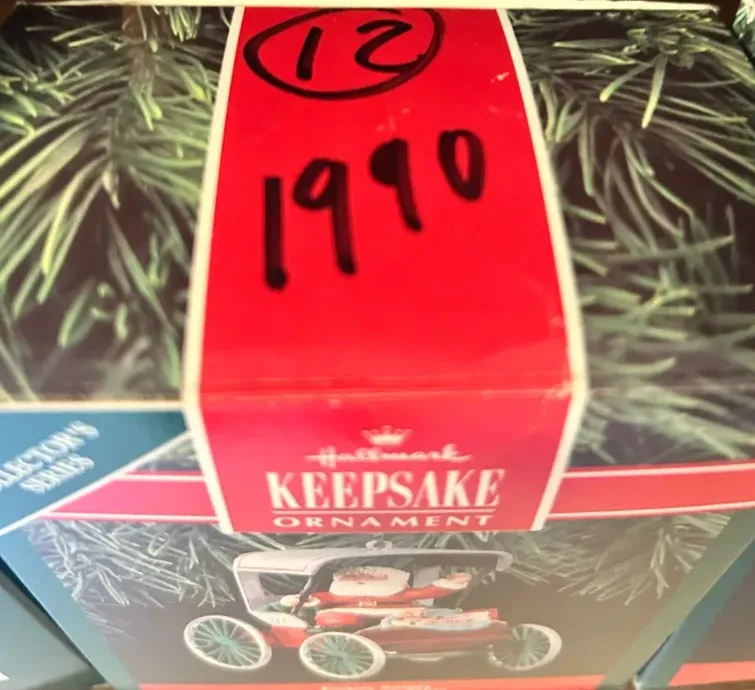 12
1990
Hallmark
KEEPSAKE
ORNAMENT
COLLECTOR'S
SERIES